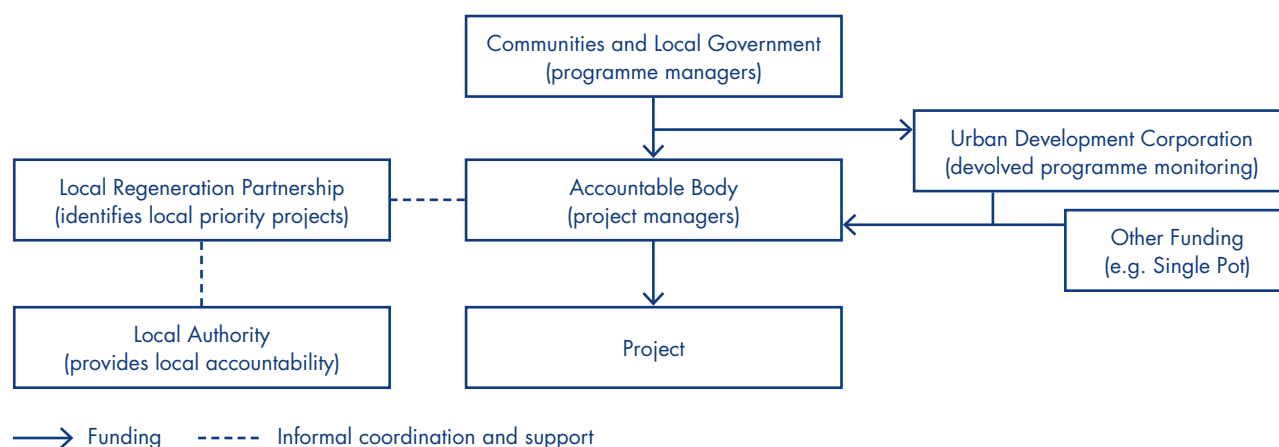 Communities and Local Government
(programme managers)
Urban Development Corporation
(devolved programme monitoring)
Local Regeneration Partnership
(identifies local priority projects)
Accountable Body
(project managers)
Other Funding
(e.g. Single Pot)
Local Authority
(provides local accountability)
Project
Funding
Informal coordination and support